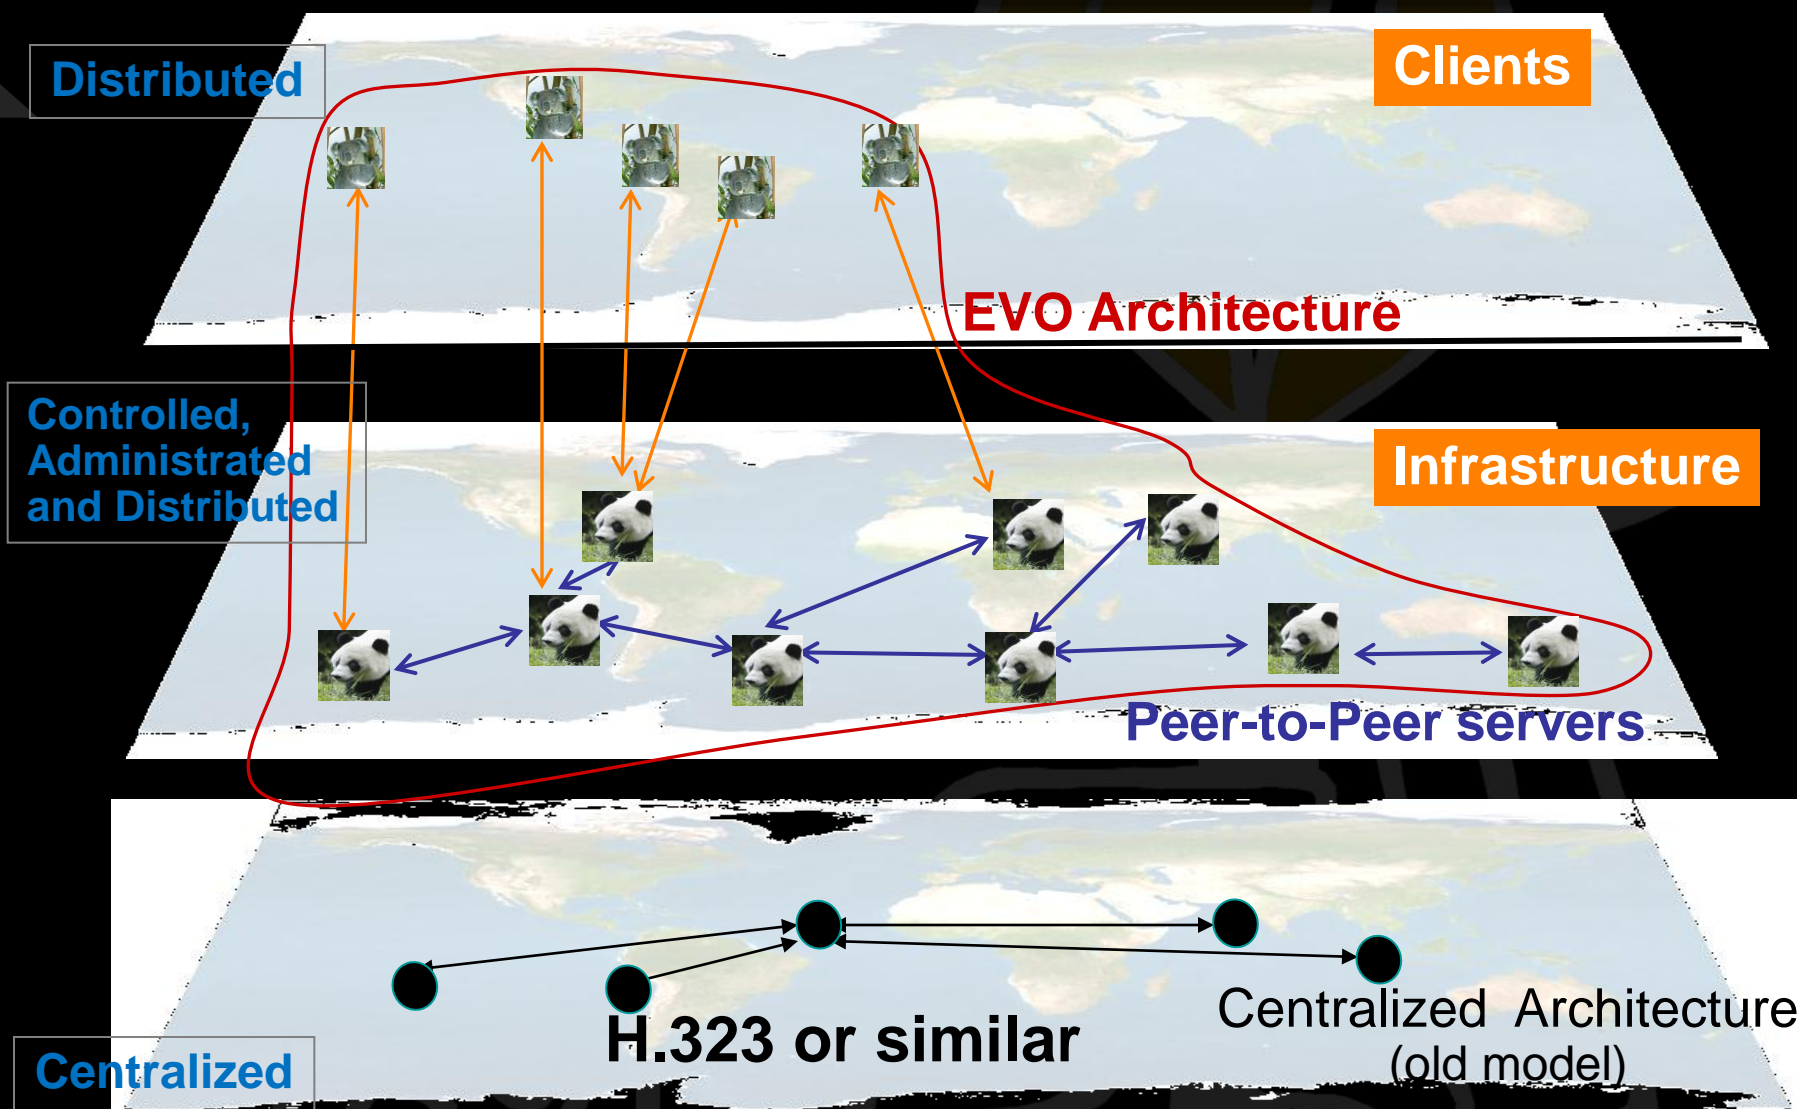 Distributed
Clients
EVO Architecture
Controlled,
Administrated
and Distributed
Infrastructure
Peer-to-Peer servers
H.323 or similar
Centralized Architecture
(old model)
Centralized